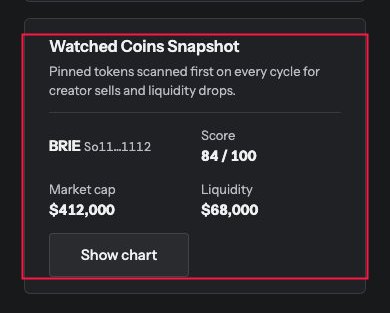 Watched Coins Snapshot
Pinned tokens scanned first on every cycle for
creator sells and liquidity drops.
BRIE So11...1112
Score
84 / 100
Market cap
$412,000
Liquidity
$68,000
Show chart